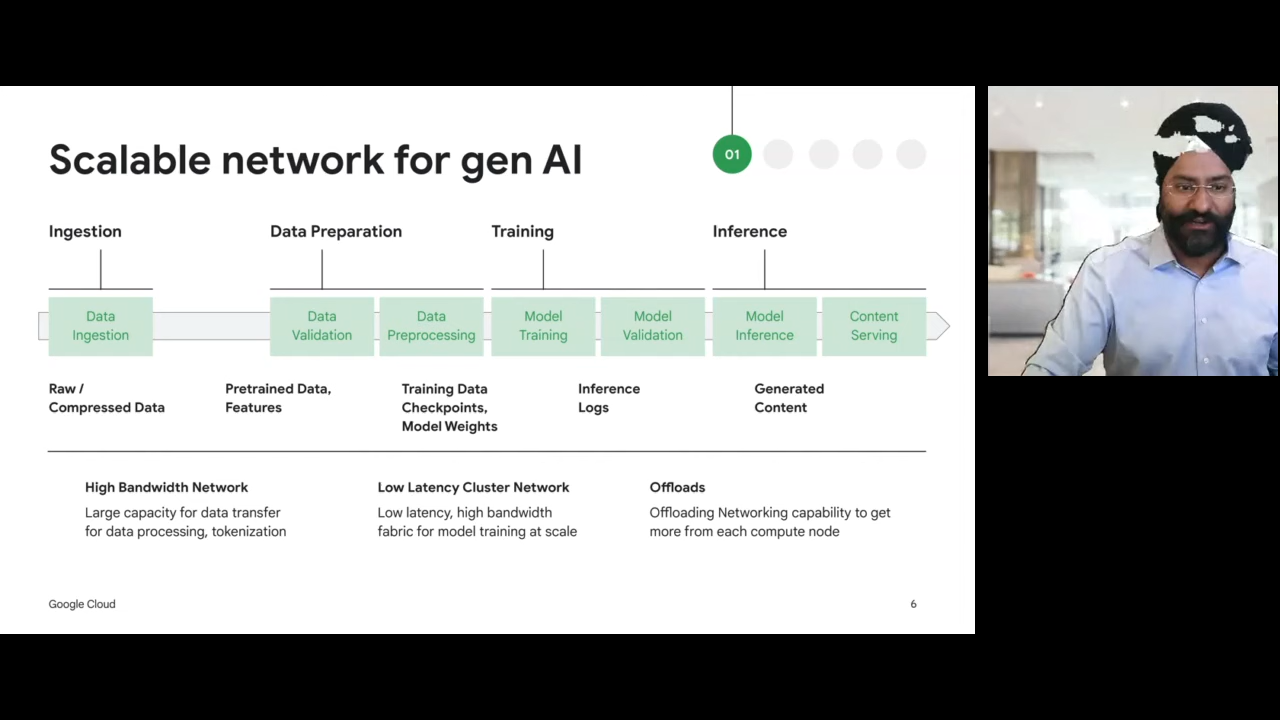 Scalable network for gen AI
01
Ingestion
Data Preparation
Training
Inference
Data
Ingestion
Data
Validation
Data
Preprocessing
Model
Training
Model
Validation
Model
Inference
Content
Serving
Raw /
Compressed Data
Pretrained Data,
Features
Training Data
Checkpoints,
Model Weights
Inference
Logs
Generated
Content
High Bandwidth Network
Large capacity for data transfer
for data processing, tokenization
Low Latency Cluster Network
Low latency, high bandwidth
fabric for model training at scale
Offloads
Offloading Networking capability to get
more from each compute node
Google Cloud
6